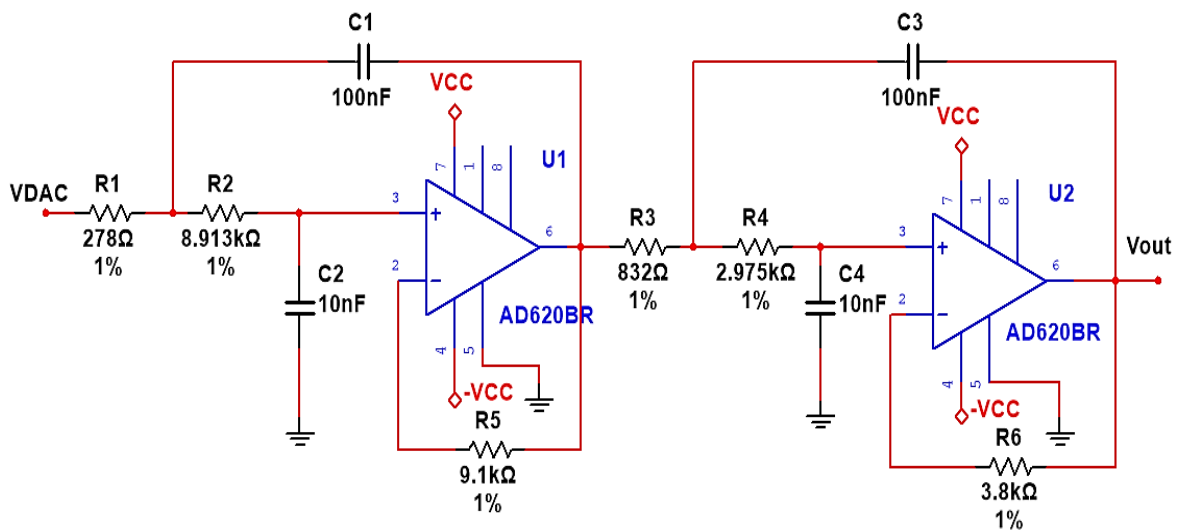 C1
100nF
C3
100nF
VCC
7
1
8
U1
VCC
7
1
8
U2
VDAC
R1
278Ω
1%
R2
8.913kΩ
1%
3
+
6
2
−
C2
10nF
AD620BR
4
5
-VCC
R5
9.1kΩ
1%
R3
832Ω
1%
R4
2.975kΩ
1%
3
+
6
Vout
2
−
C4
10nF
AD620BR
4
5
-VCC
R6
3.8kΩ
1%